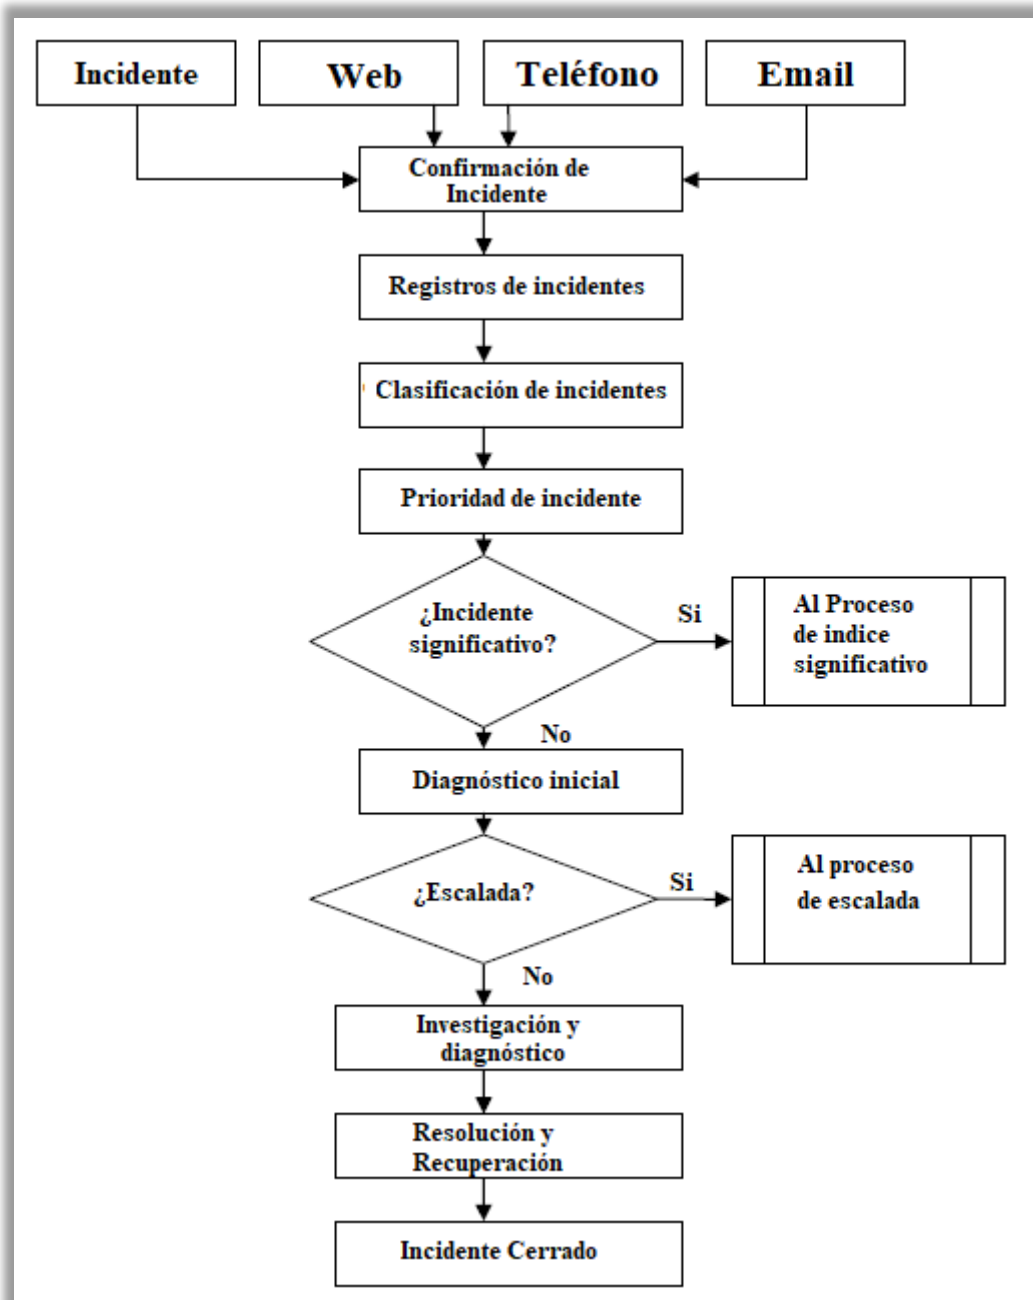 Incidente
Web
Teléfono
Email
Confirmación de
Incidente
Registros de incidentes
Clasificación de incidentes
Prioridad de incidente
¿Incidente
significativo?
Si
Al Proceso
de indice
significativo
No
Diagnóstico inicial
¿Escalada?
Si
Al proceso
de escalada
No
Investigación y
diagnóstico
Resolución y
Recuperación
Incidente Cerrado